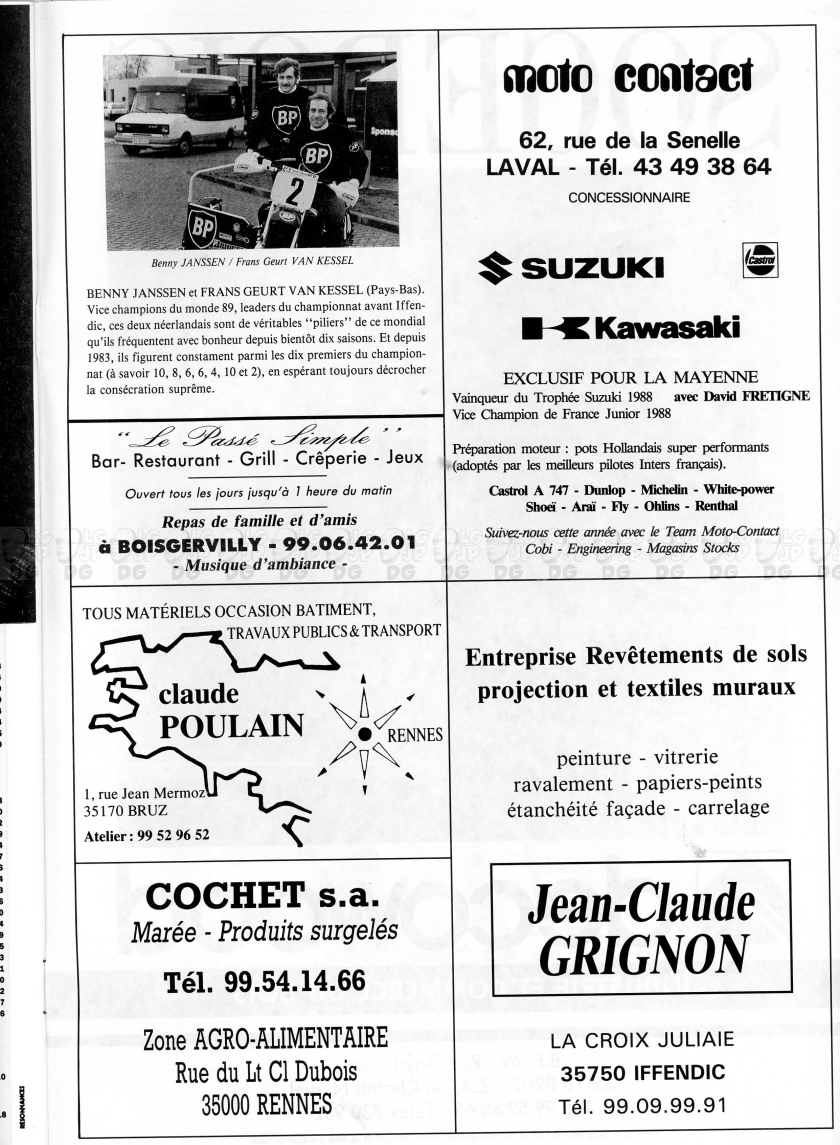 BP
BP
Sponso
2
BP
BP
Benny JANSSEN / Frans Geurt VAN KESSEL
BENNY JANSSEN et FRANS GEURT VAN KESSEL (Pays-Bas).
Vice champions du monde 89, leaders du championnat avant Iffen-
dic, ces deux néerlandais sont de véritables "piliers" de ce mondial
qu'ils fréquentent avec bonheur depuis bientôt dix saisons. Et depuis
1983, ils figurent constament parmi les dix premiers du champion-
nat (à savoir 10, 8, 6, 6, 4, 10 et 2), en espérant toujours décrocher
la consécration suprême.
"Le Passé Simple"
Bar- Restaurant - Grill - Crêperie - Jeux
Ouvert tous les jours jusqu'à 1 heure du matin
Repas de famille et d'amis
à BOISGERVILLY - 99.06.42.01
- Musique d'ambiance -
TOUS MATÉRIELS OCCASION BATIMENT,
TRAVAUX PUBLICS & TRANSPORT
claude
POULAIN
RENNES
1, rue Jean Mermoz
35170 BRUZ
Atelier : 99 52 96 52
COCHET s.a.
Marée - Produits surgelés
Tél. 99.54.14.66
Zone AGRO-ALIMENTAIRE
Rue du Lt Cl Dubois
35000 RENNES
moto contact
62, rue de la Senelle
LAVAL - Tél. 43 49 38 64
CONCESSIONNAIRE
SUZUKI
Castrol
Kawasaki
EXCLUSIF POUR LA MAYENNE
Vainqueur du Trophée Suzuki 1988 avec David FRETIGNE
Vice Champion de France Junior 1988
Préparation moteur : pots Hollandais super performants
(adoptés par les meilleurs pilotes Inters français).
Castrol A 747 - Dunlop - Michelin - White-power
Shoeï - Araï - Fly - Ohlins - Renthal
Suivez-nous cette année avec le Team Moto-Contact
Cobi - Engineering - Magasins Stocks
Entreprise Revêtements de sols
projection et textiles muraux
peinture - vitrerie
ravalement - papiers-peints
étanchéité façade - carrelage
Jean-Claude
GRIGNON
LA CROIX JULIAIE
35750 IFFENDIC
Tél. 99.09.99.91
RÉSONNANCES